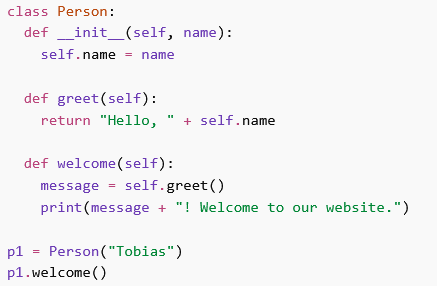 class Person:
  def __init__(self, name):
    self.name = name

  def greet(self):
    return "Hello, " + self.name

  def welcome(self):
    message = self.greet()
    print(message + "! Welcome to our website.")

p1 = Person("Tobias")
p1.welcome()